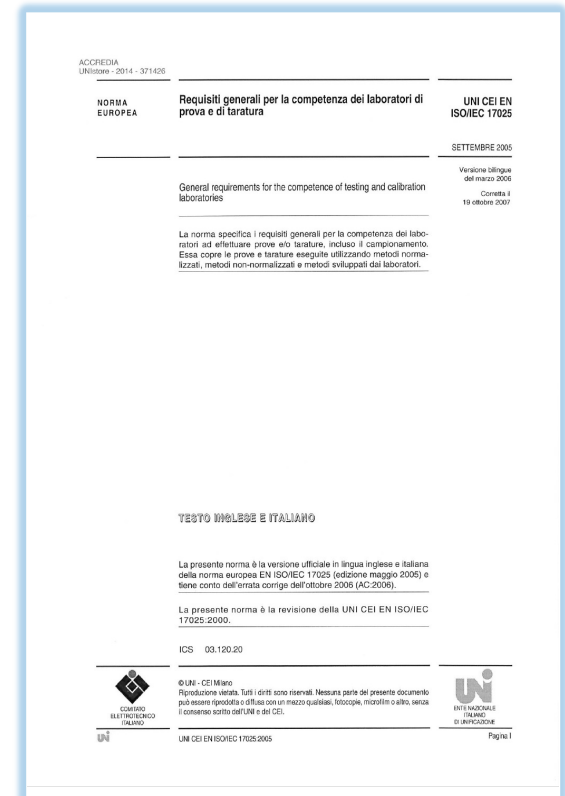 ACCREDIA
UNIstore - 2014 - 371426
NORMA
EUROPEA
Requisiti generali per la competenza dei laboratori di
prova e di taratura
UNI CEI EN
ISO/IEC 17025
SETTEMBRE 2005
General requirements for the competence of testing and calibration
laboratories
Versione bilingue
del marzo 2006
Corretta il
19 ottobre 2007
La norma specifica i requisiti generali per la competenza dei labo-
ratori ad effettuare prove e/o tarature, incluso il campionamento.
Essa copre le prove e tarature eseguite utilizzando metodi norma-
lizzati, metodi non-normalizzati e metodi sviluppati dai laboratori.
TESTO INGLESE E ITALIANO
La presente norma è la versione ufficiale in lingua inglese e italiana
della norma europea EN ISO/IEC 17025 (edizione maggio 2005) e
tiene conto dell'errata corrige dell'ottobre 2006 (AC:2006).
La presente norma è la revisione della UNI CEI EN ISO/IEC
17025:2000.
ICS 03.120.20
COMITATO
ELETTROTECNICO
ITALIANO
© UNI - CEI Milano
Riproduzione vietata. Tutti i diritti sono riservati. Nessuna parte del presente documento
può essere riprodotta o diffusa con un mezzo qualsiasi, fotocopie, microfilm o altro, senza
il consenso scritto dell'UNI e del CEI.
UNI
ENTE NAZIONALE
ITALIANO
DI UNIFICAZIONE
UNI
UNI CEI EN ISO/IEC 17025:2005
Pagina I